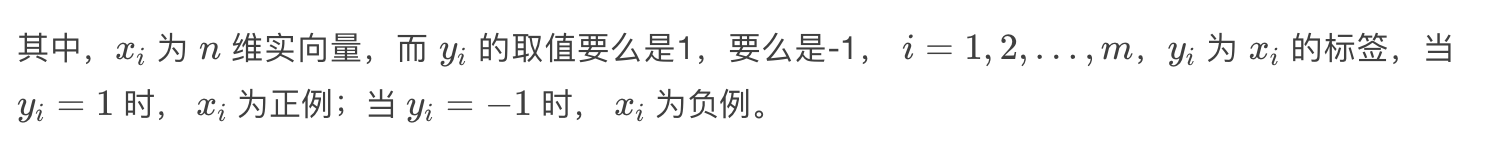 其中，xᵢ 为 n 维实向量，而 yᵢ 的取值要么是1，要么是-1， i = 1, 2, . . . , m，yᵢ 为 xᵢ 的标签，当
yᵢ = 1 时， xᵢ 为正例；当 yᵢ = −1 时， xᵢ 为负例。